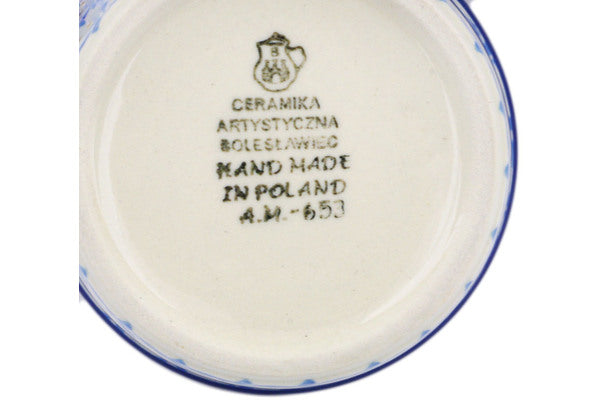 B
CERAMIKA
ARTYSTYCZNA
BOLESŁAWIEC
HAND MADE
IN POLAND
A.M.-653